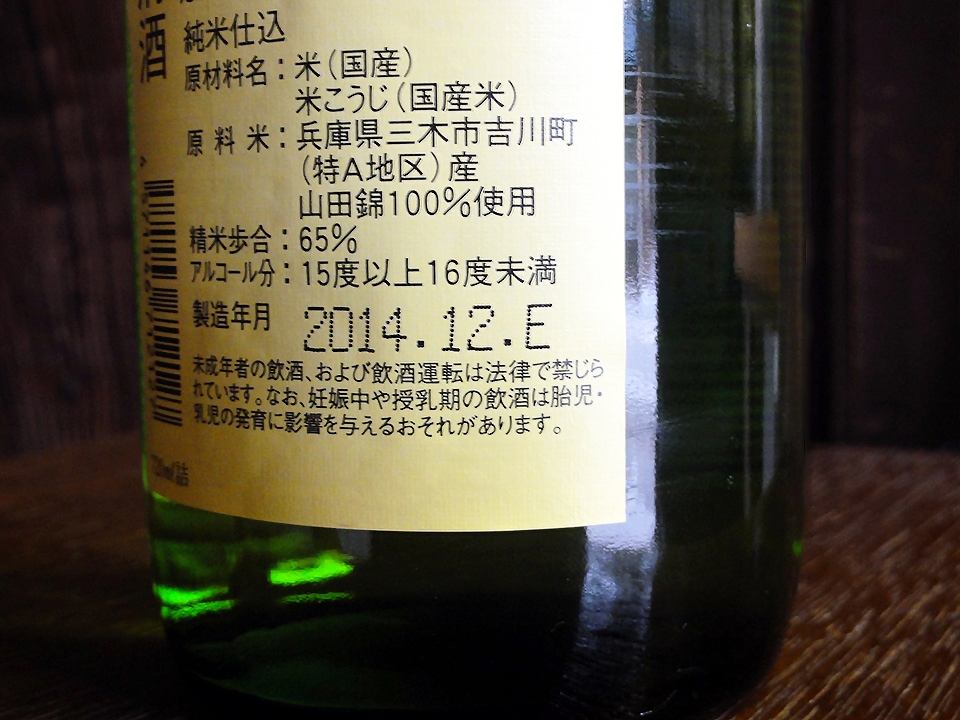 酒
純米仕込
原材料名：米（国産）
米こうじ（国産米）
原料米：兵庫県三木市吉川町
（特A地区）産
山田錦100%使用
精米歩合：65%
アルコール分：15度以上16度未満
製造年月 2014.12.E
未成年者の飲酒、および飲酒運転は法律で禁じら
れています。なお、妊娠中や授乳期の飲酒は胎児・
乳児の発育に影響を与えるおそれがあります。